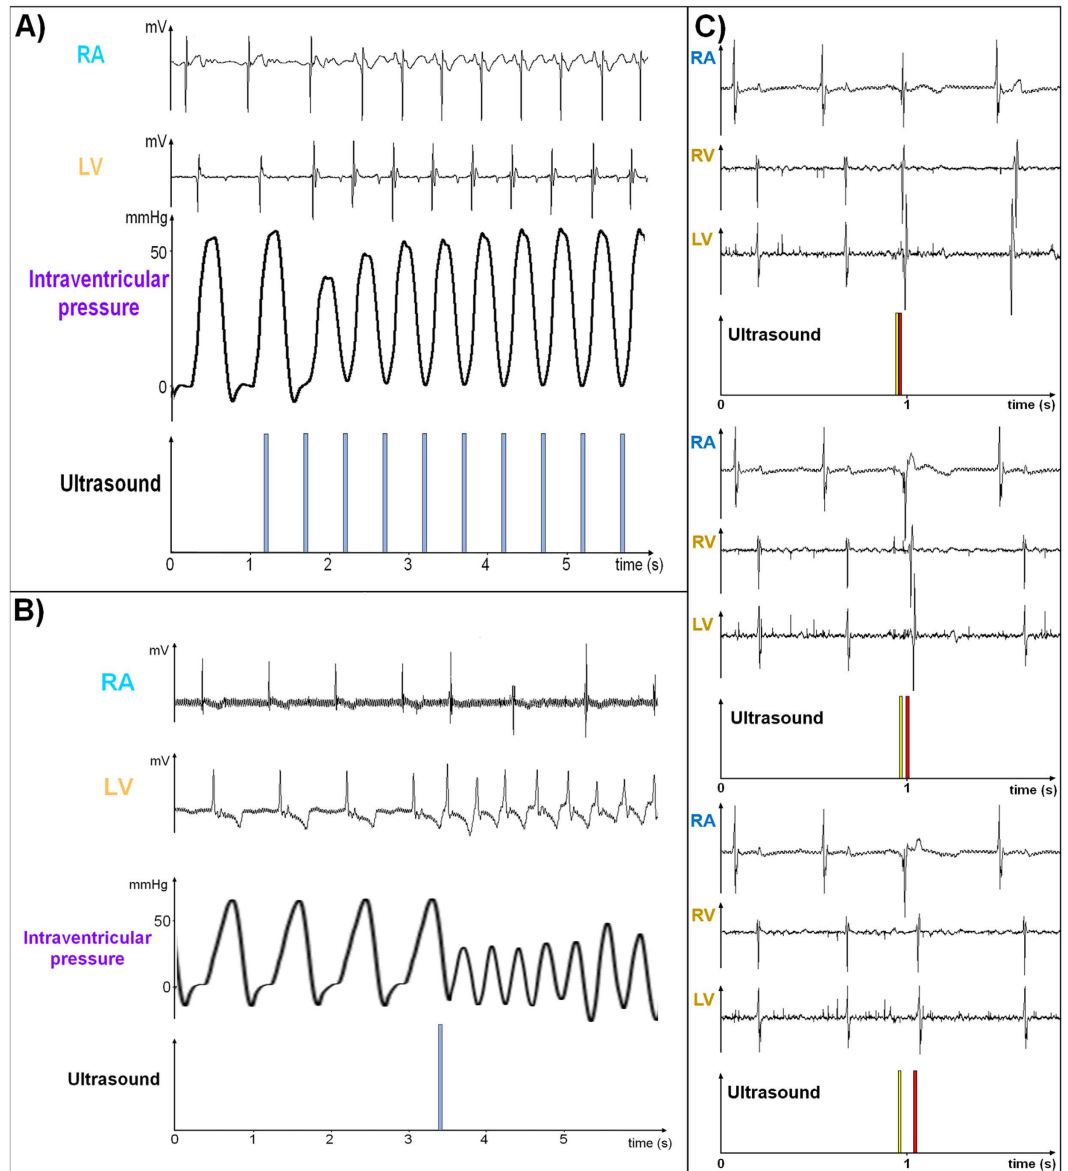 A)
mV
RA
mV
LV
mmHg
50
Intraventricular
pressure
0
Ultrasound
0 1 2 3 4 5 time (s)
B)
mV
RA
mV
LV
mmHg
50
Intraventricular
pressure
0
Ultrasound
0 1 2 3 4 5 time (s)
C)
RA
RV
LV
Ultrasound
0 1 time (s)
RA
RV
LV
Ultrasound
0 1 time (s)
RA
RV
LV
Ultrasound
0 1 time (s)